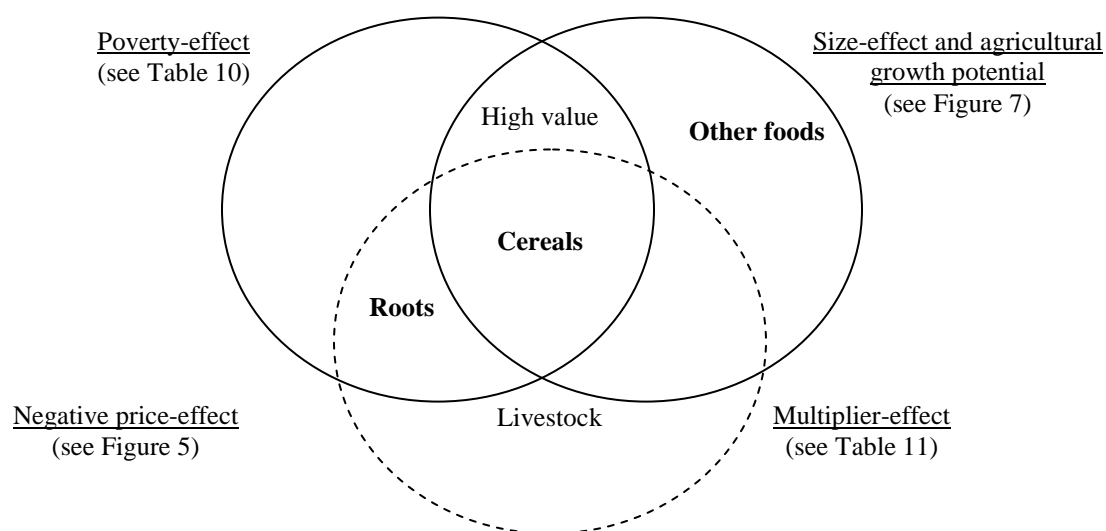 Poverty-effect
(see Table 10)
Size-effect and agricultural
growth potential
(see Figure 7)
High value
Other foods
Cereals
Roots
Negative price-effect
(see Figure 5)
Livestock
Multiplier-effect
(see Table 11)